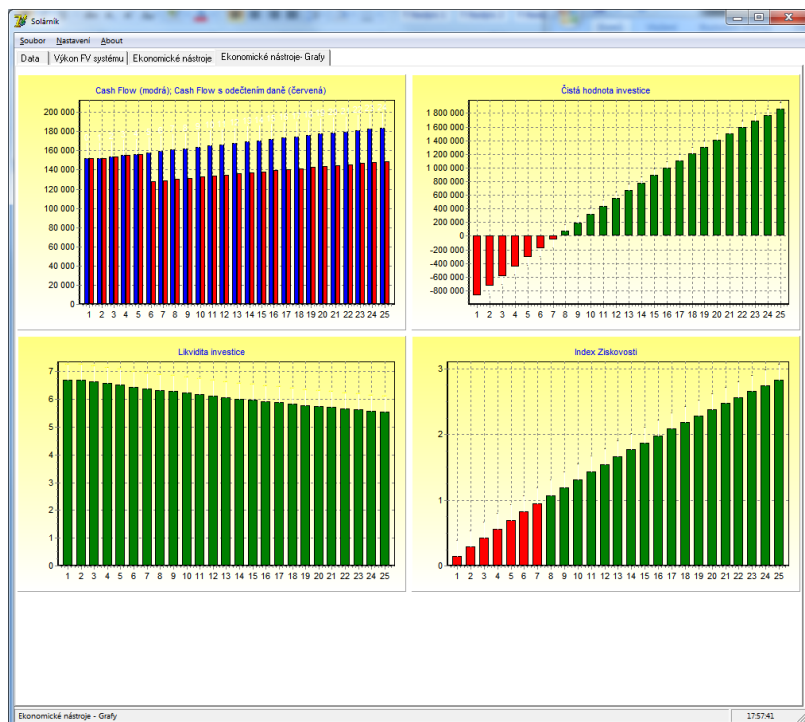 Solárnik
Soubor Nastavení About
Data Výkon FV systému Ekonomické nástroje Ekonomické nástroje- Grafy
Cash Flow (modrá); Cash Flow s odečtením daně (červená)
200 000
180 000
160 000
140 000
120 000
100 000
80 000
60 000
40 000
20 000
0
1 2 3 4 5 6 7 8 9 10 11 12 13 14 15 16 17 18 19 20 21 22 23 24 25
Čistá hodnota investice
1 800 000
1 600 000
1 400 000
1 200 000
1 000 000
800 000
600 000
400 000
200 000
0
-200 000
-400 000
-600 000
-800 000
1 2 3 4 5 6 7 8 9 10 11 12 13 14 15 16 17 18 19 20 21 22 23 24 25
Likvidita investice
7
6
5
4
3
2
1
0
1 2 3 4 5 6 7 8 9 10 11 12 13 14 15 16 17 18 19 20 21 22 23 24 25
Index Ziskovosti
3
2
1
0
1 2 3 4 5 6 7 8 9 10 11 12 13 14 15 16 17 18 19 20 21 22 23 24 25
Ekonomické nástroje - Grafy 17:57:41